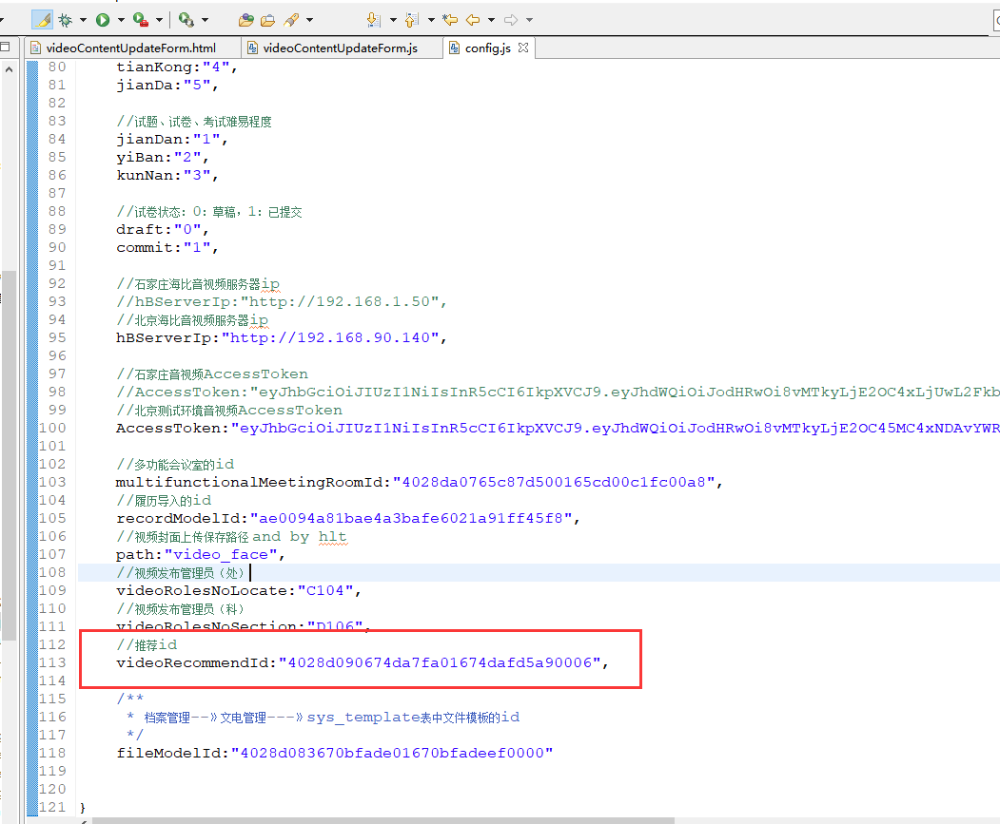 videoContentUpdateForm.html
videoContentUpdateForm.js
config.js
80 tianKong:"4",
81 jianDa:"5",
82
83 //试题、试卷、考试难易程度
84 jianDan:"1",
85 yiBan:"2",
86 kunNan:"3",
87
88 //试卷状态: 0: 草稿, 1: 已提交
89 draft:"0",
90 commit:"1",
91
92 //石家庄海比音视频服务器ip
93 //hBServerIp:"http://192.168.1.50",
94 //北京海比音视频服务器ip
95 hBServerIp:"http://192.168.90.140",
96
97 //石家庄音视频AccessToken
98 //AccessToken:"eyJhbGciOiJIUzI1NiIsInR5cCI6IkpXVCJ9.eyJhdWQiOiJodHRwOi8vMTkyLjE2OC4xLjUwL2Fkb
99 //北京测试环境音视频AccessToken
100 AccessToken:"eyJhbGciOiJIUzI1NiIsInR5cCI6IkpXVCJ9.eyJhdWQiOiJodHRwOi8vMTkyLjE2OC45MC4xNDAvYWR
101
102 //多功能会议室的id
103 multifunctionalMeetingRoomId:"4028da0765c87d500165cd00c1fc00a8",
104 //履历导入的id
105 recordModelId:"ae0094a81bae4a3bafe6021a91ff45f8",
106 //视频封面上传保存路径 and by hlt
107 path:"video_face",
108 //视频发布管理员（处）
109 videoRolesNoLocate:"C104",
110 //视频发布管理员（科）
111 videoRolesNoSection:"D106",
112 //推荐id
113 videoRecommendId:"4028d090674da7fa01674dafd5a90006",
114
115 /**
116 * 档案管理--》文电管理---》sys_template表中文件模板的id
117 */
118 fileModelId:"4028d083670bfade01670bfadeef0000"
119
120
121 }